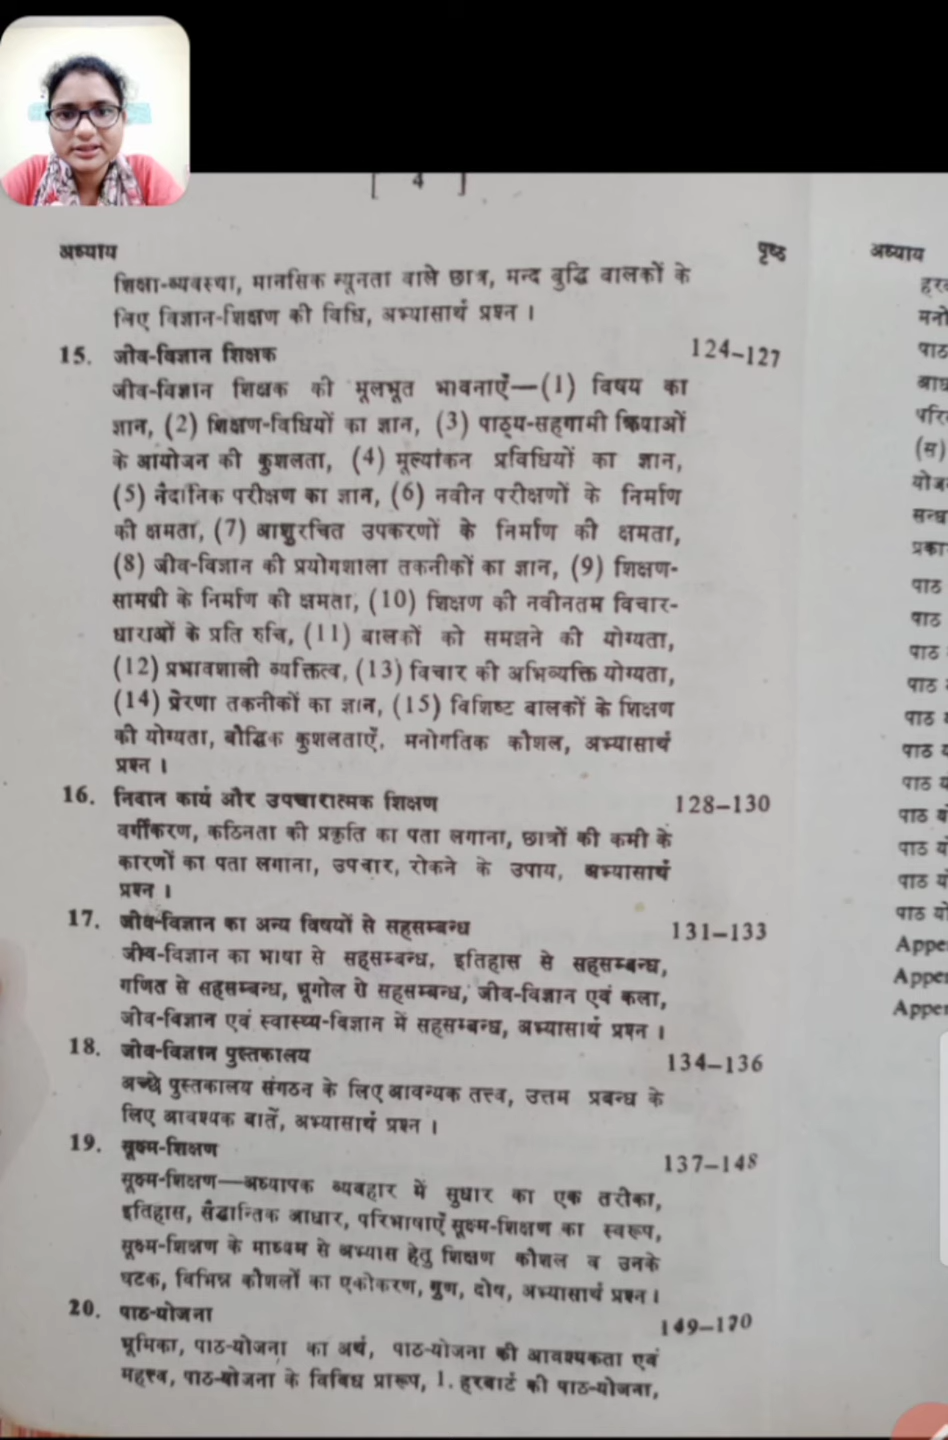 [ 4 ]
अध्याय पृष्ठ
शिक्षा-व्यवस्था, मानसिक न्यूनता वाले छात्र, मन्द बुद्धि बालकों के
लिए विज्ञान-शिक्षण की विधि, अभ्यासार्थ प्रश्न ।
15. जीव-विज्ञान शिक्षक 124–127
जीव-विज्ञान शिक्षक की मूलभूत भावनाएँ—(1) विषय का
ज्ञान, (2) शिक्षण-विधियों का ज्ञान, (3) पाठ्य-सहगामी क्रियाओं
के आयोजन की कुशलता, (4) मूल्यांकन प्रविधियों का ज्ञान,
(5) नैदानिक परीक्षण का ज्ञान, (6) नवीन परीक्षणों के निर्माण
की क्षमता, (7) आशुरचित उपकरणों के निर्माण की क्षमता,
(8) जीव-विज्ञान की प्रयोगशाला तकनीकों का ज्ञान, (9) शिक्षण-
सामग्री के निर्माण की क्षमता, (10) शिक्षण की नवीनतम विचार-
धाराओं के प्रति रुचि, (11) बालकों को समझने की योग्यता,
(12) प्रभावशाली व्यक्तित्व, (13) विचार की अभिव्यक्ति योग्यता,
(14) प्रेरणा तकनीकों का ज्ञान, (15) विशिष्ट बालकों के शिक्षण
की योग्यता, बौद्धिक कुशलताएँ, मनोगतिक कौशल, अभ्यासार्थ
प्रश्न ।
16. निदान कार्य और उपचारात्मक शिक्षण 128–130
वर्गीकरण, कठिनता की प्रकृति का पता लगाना, छात्रों की कमी के
कारणों का पता लगाना, उपचार, रोकने के उपाय, अभ्यासार्थ
प्रश्न ।
17. जीव-विज्ञान का अन्य विषयों से सहसम्बन्ध 131–133
जीव-विज्ञान का भाषा से सहसम्बन्ध, इतिहास से सहसम्बन्ध,
गणित से सहसम्बन्ध, भूगोल से सहसम्बन्ध, जीव-विज्ञान एवं कला,
जीव-विज्ञान एवं स्वास्थ्य-विज्ञान में सहसम्बन्ध, अभ्यासार्थ प्रश्न ।
18. जीव-विज्ञान पुस्तकालय 134–136
अच्छे पुस्तकालय संगठन के लिए आवश्यक तत्त्व, उत्तम प्रबन्ध के
लिए आवश्यक बातें, अभ्यासार्थ प्रश्न ।
19. सूक्ष्म-शिक्षण 137–148
सूक्ष्म-शिक्षण—अध्यापक व्यवहार में सुधार का एक तरीका,
इतिहास, सैद्धान्तिक आधार, परिभाषाएँ सूक्ष्म-शिक्षण का स्वरूप,
सूक्ष्म-शिक्षण के माध्यम से अभ्यास हेतु शिक्षण कौशल व उनके
घटक, विभिन्न कौशलों का एकीकरण, गुण, दोष, अभ्यासार्थ प्रश्न ।
20. पाठ-योजना 149–170
भूमिका, पाठ-योजना का अर्थ, पाठ-योजना की आवश्यकता एवं
महत्त्व, पाठ-योजना के विविध प्रारूप, 1. हरबार्ट की पाठ-योजना,
अध्याय
मनो
पाठ
परि
(स)
प्रका
पाठ
पाठ
पाठ
पाठ
पाठ
पाठ
पाठ
पाठ
पाठ
पाठ
पाठ
Appe
Appe
Appe